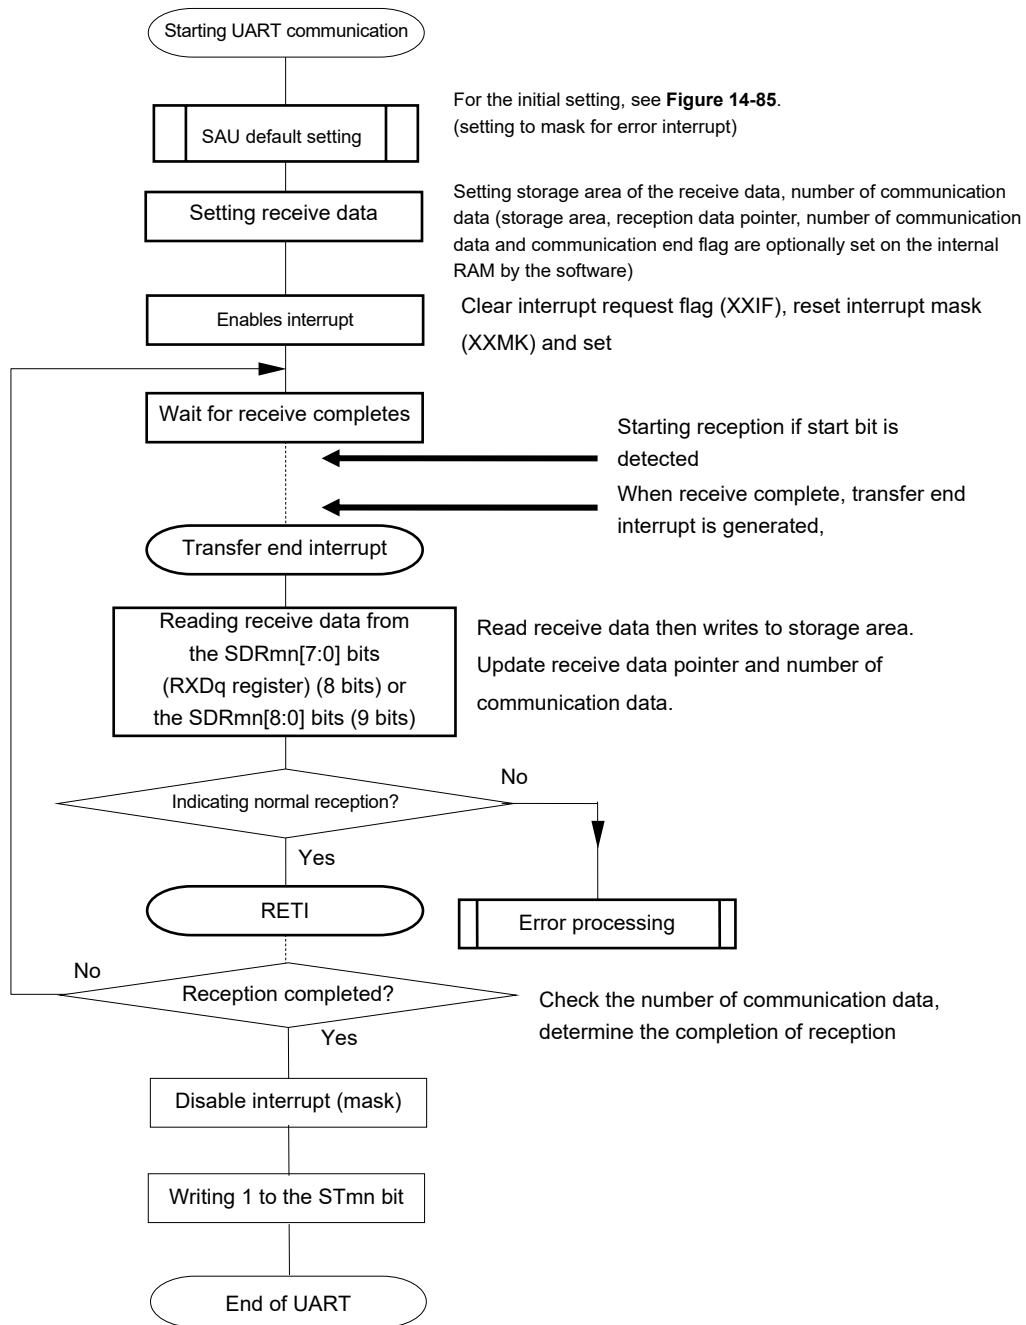 Starting UART communication
For the initial setting, see Figure 14-85.
(setting to mask for error interrupt)
SAU default setting
Setting receive data
Setting storage area of the receive data, number of communication
data (storage area, reception data pointer, number of communication
data and communication end flag are optionally set on the internal
RAM by the software)
Enables interrupt
Clear interrupt request flag (XXIF), reset interrupt mask
(XXMK) and set
Wait for receive completes
Starting reception if start bit is
detected
When receive complete, transfer end
interrupt is generated,
Transfer end interrupt
Reading receive data from
the SDRmn[7:0] bits
(RXDq register) (8 bits) or
the SDRmn[8:0] bits (9 bits)
Read receive data then writes to storage area.
Update receive data pointer and number of
communication data.
No
Indicating normal reception?
Yes
RETI
Error processing
No
Reception completed?
Check the number of communication data,
determine the completion of reception
Yes
Disable interrupt (mask)
Writing 1 to the STmn bit
End of UART